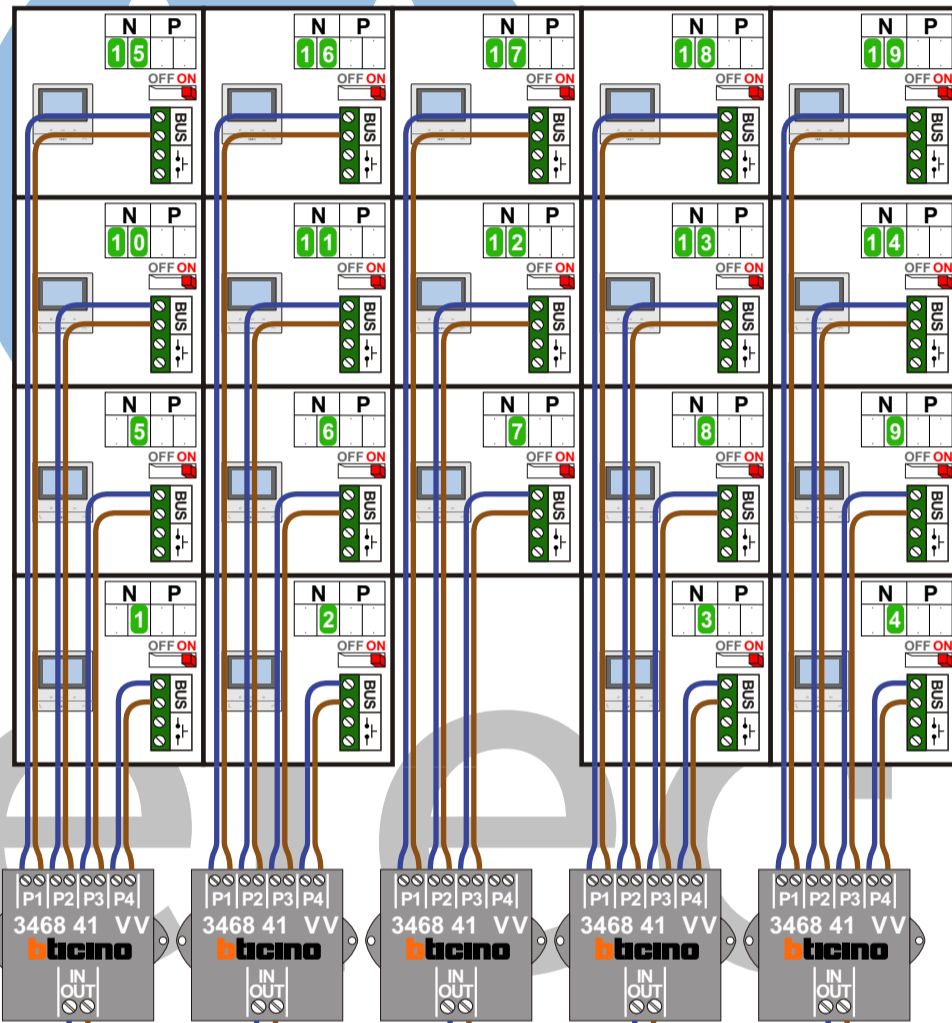 N P N P N P N P N P
15 16 17 18 19
OFF ON OFF ON OFF ON OFF ON OFF ON
BUS BUS BUS BUS BUS
N P N P N P N P N P
10 11 12 13 14
OFF ON OFF ON OFF ON OFF ON OFF ON
BUS BUS BUS BUS BUS
N P N P N P N P N P
5 6 7 8 9
OFF ON OFF ON OFF ON OFF ON OFF ON
BUS BUS BUS BUS BUS
N P N P N P N P
1 2 3 4
OFF ON OFF ON OFF ON OFF ON
BUS BUS BUS BUS
P1 P2 P3 P4 P1 P2 P3 P4 P1 P2 P3 P4 P1 P2 P3 P4 P1 P2 P3 P4
3468 41 VV 3468 41 VV 3468 41 VV 3468 41 VV 3468 41 VV
bticino bticino bticino bticino bticino
IN IN IN IN IN
OUT OUT OUT OUT OUT